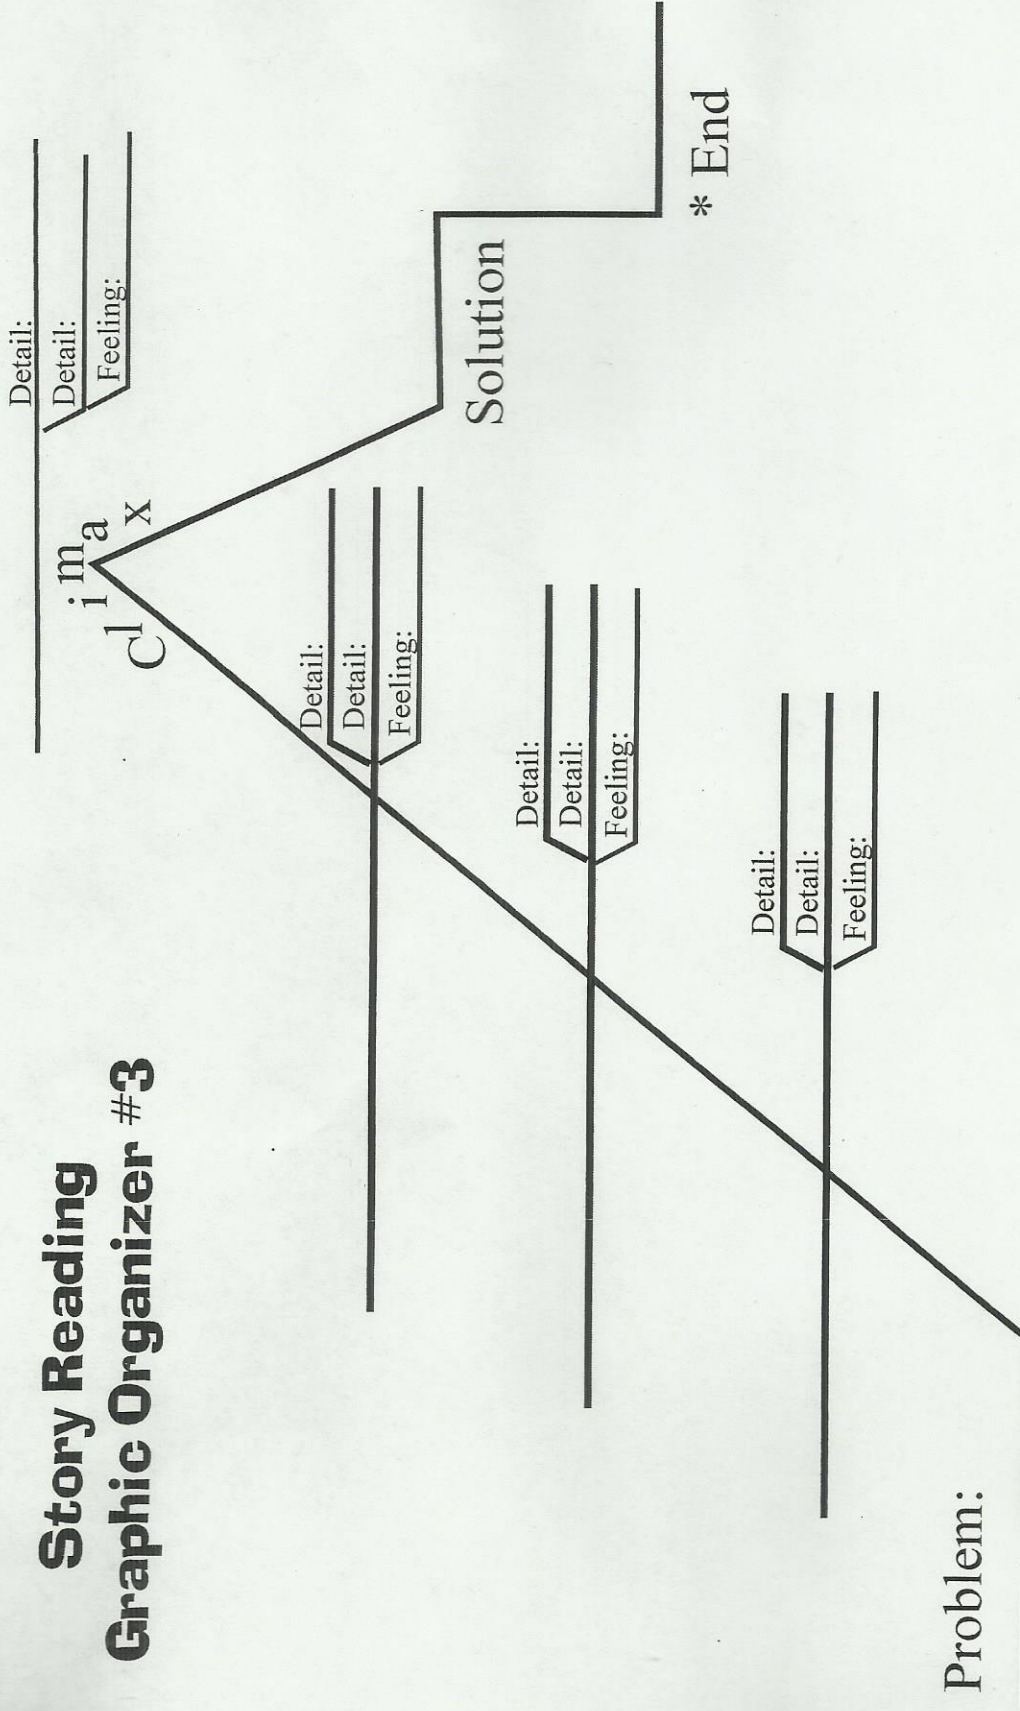 Story Reading
Graphic Organizer #3
Detail:
Detail:
Feeling:
Climax
Detail:
Detail:
Feeling:
Solution
Detail:
Detail:
Feeling:
* End
Detail:
Detail:
Feeling:
Problem: